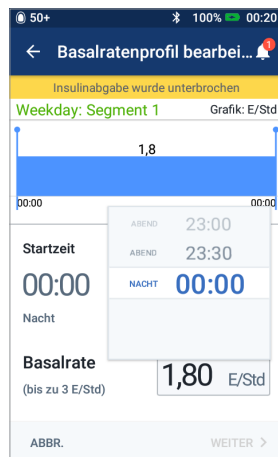 50+ 100% 00:20
Basalratenprofil bearbei... 1
Insulinabgabe wurde unterbrochen
Weekday: Segment 1 Grafik: E/Std
1,8
00:00 00:00
ABEND 23:00
Startzeit ABEND 23:30
00:00 NACHT 00:00
Nacht
Basalrate
(bis zu 3 E/Std) 1,80 E/Std
ABBR. WEITER >